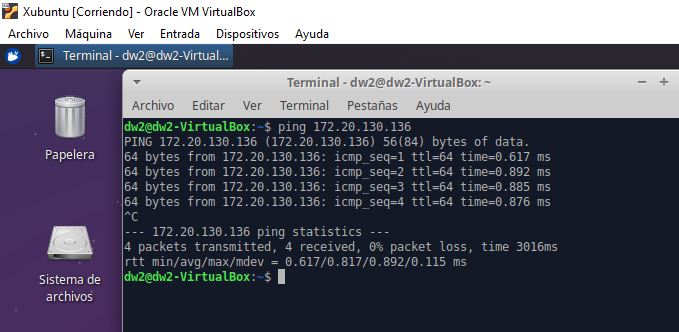 Xubuntu [Corriendo] - Oracle VM VirtualBox
Archivo Máquina Ver Entrada Dispositivos Ayuda
Terminal - dw2@dw2-Virtual...
Terminal - dw2@dw2-VirtualBox: ~
Archivo Editar Ver Terminal Pestañas Ayuda
dw2@dw2-VirtualBox:~$ ping 172.20.130.136
PING 172.20.130.136 (172.20.130.136) 56(84) bytes of data.
64 bytes from 172.20.130.136: icmp_seq=1 ttl=64 time=0.617 ms
64 bytes from 172.20.130.136: icmp_seq=2 ttl=64 time=0.892 ms
64 bytes from 172.20.130.136: icmp_seq=3 ttl=64 time=0.885 ms
64 bytes from 172.20.130.136: icmp_seq=4 ttl=64 time=0.876 ms
^C
--- 172.20.130.136 ping statistics ---
4 packets transmitted, 4 received, 0% packet loss, time 3016ms
rtt min/avg/max/mdev = 0.617/0.817/0.892/0.115 ms
dw2@dw2-VirtualBox:~$
Papelera
Sistema de
archivos